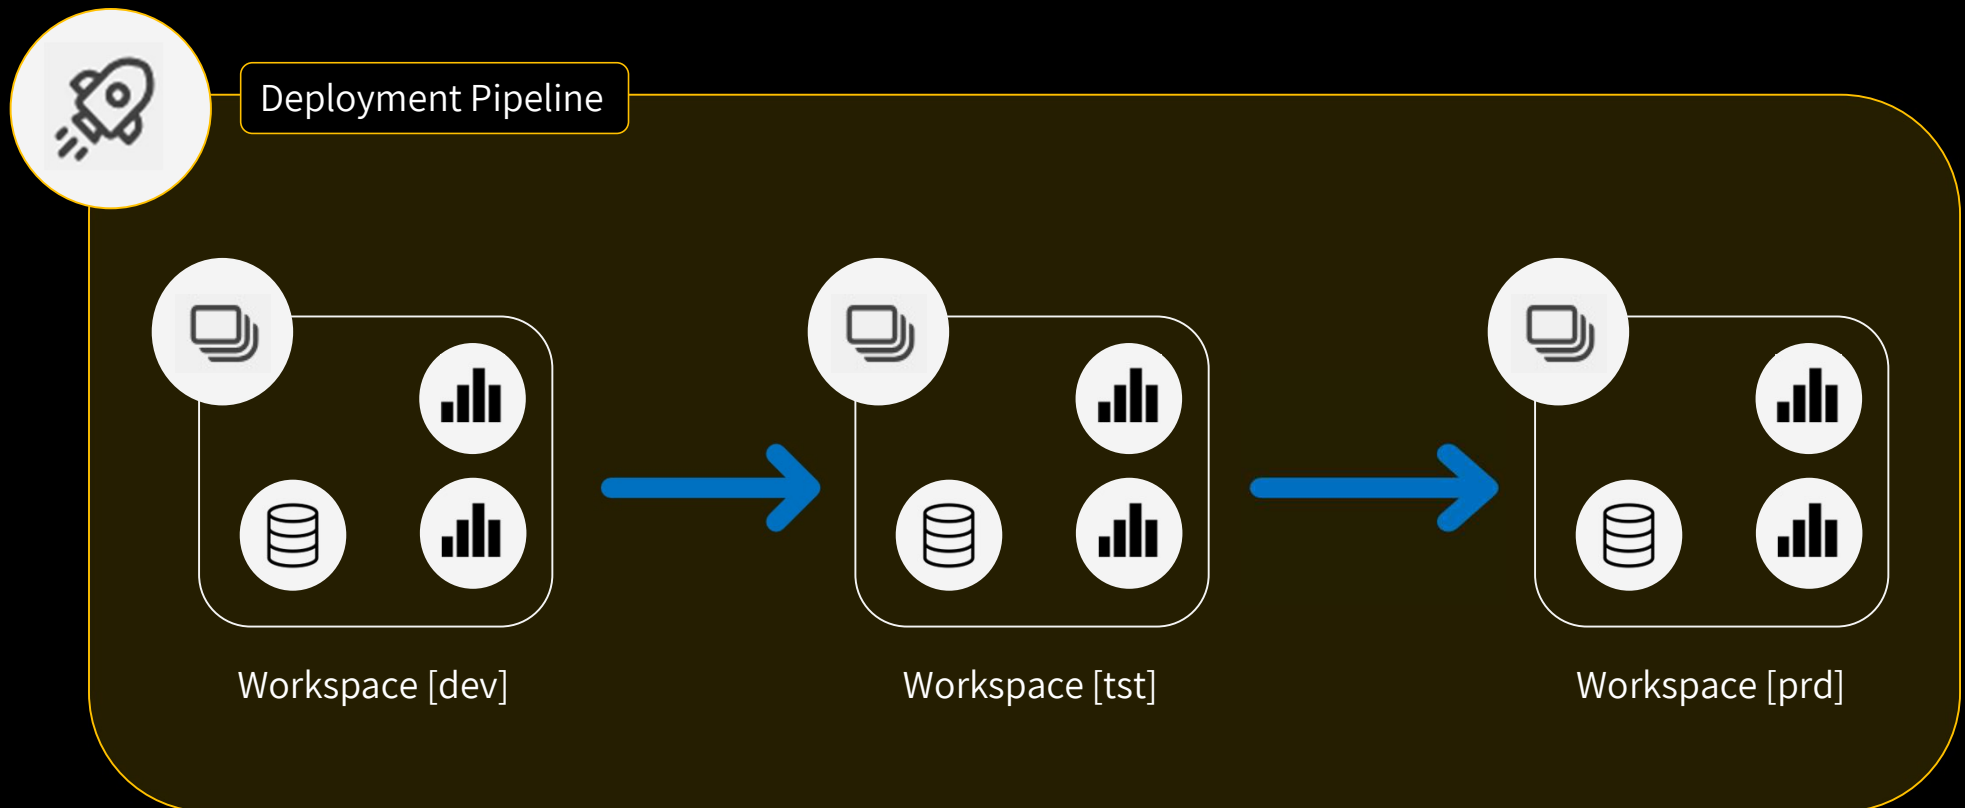 Deployment Pipeline
Workspace [dev]
Workspace [tst]
Workspace [prd]